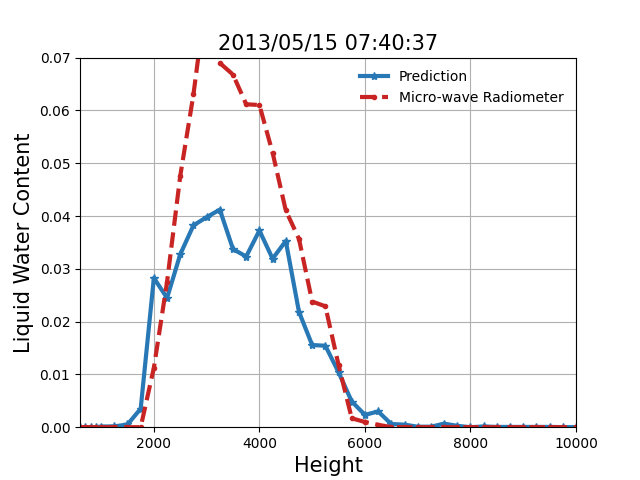 2013/05/15 07:40:37
Prediction
Micro-wave Radiometer
Liquid Water Content
0.07
0.06
0.05
0.04
0.03
0.02
0.01
0.00
2000 4000 6000 8000 10000
Height